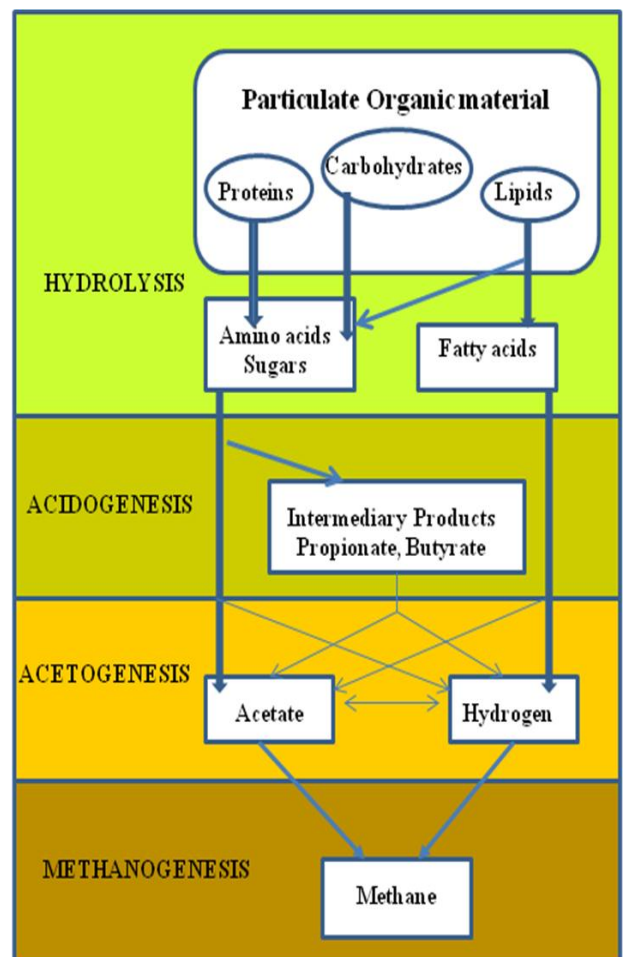 Particulate Organic material
Proteins
Carbohydrates
Lipids
HYDROLYSIS
Amino acids
Sugars
Fatty acids
ACIDOGENESIS
Intermediary Products
Propionate, Butyrate
ACETOGENESIS
Acetate
Hydrogen
METHANOGENESIS
Methane